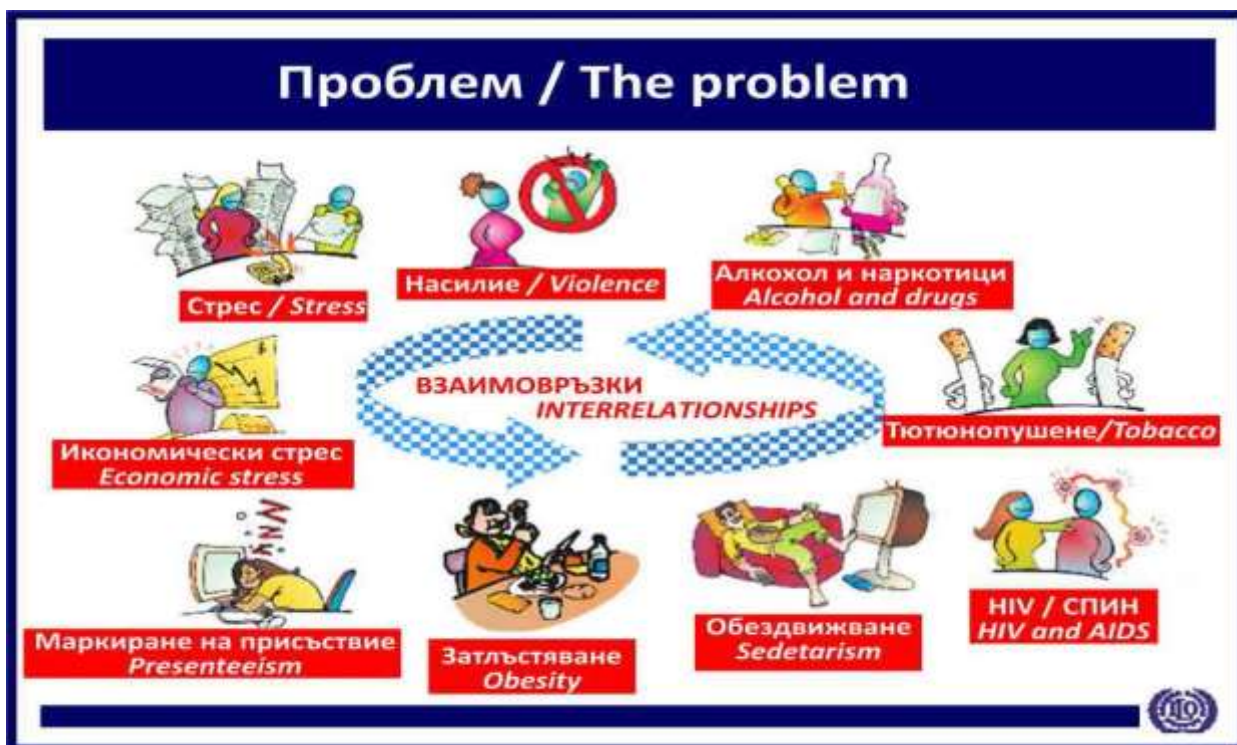 Проблем / The problem
Стрес / Stress
Насилие / Violence
Алкохол и наркотици
Alcohol and drugs
ВЗАИМОВРЪЗКИ
INTERRELATIONSHIPS
Икономически стрес
Economic stress
Тютюнопушене/Tobacco
Маркиране на присъствие
Presenteeism
Затлъстяване
Obesity
Обездвижване
Sedetarism
HIV / СПИН
HIV and AIDS